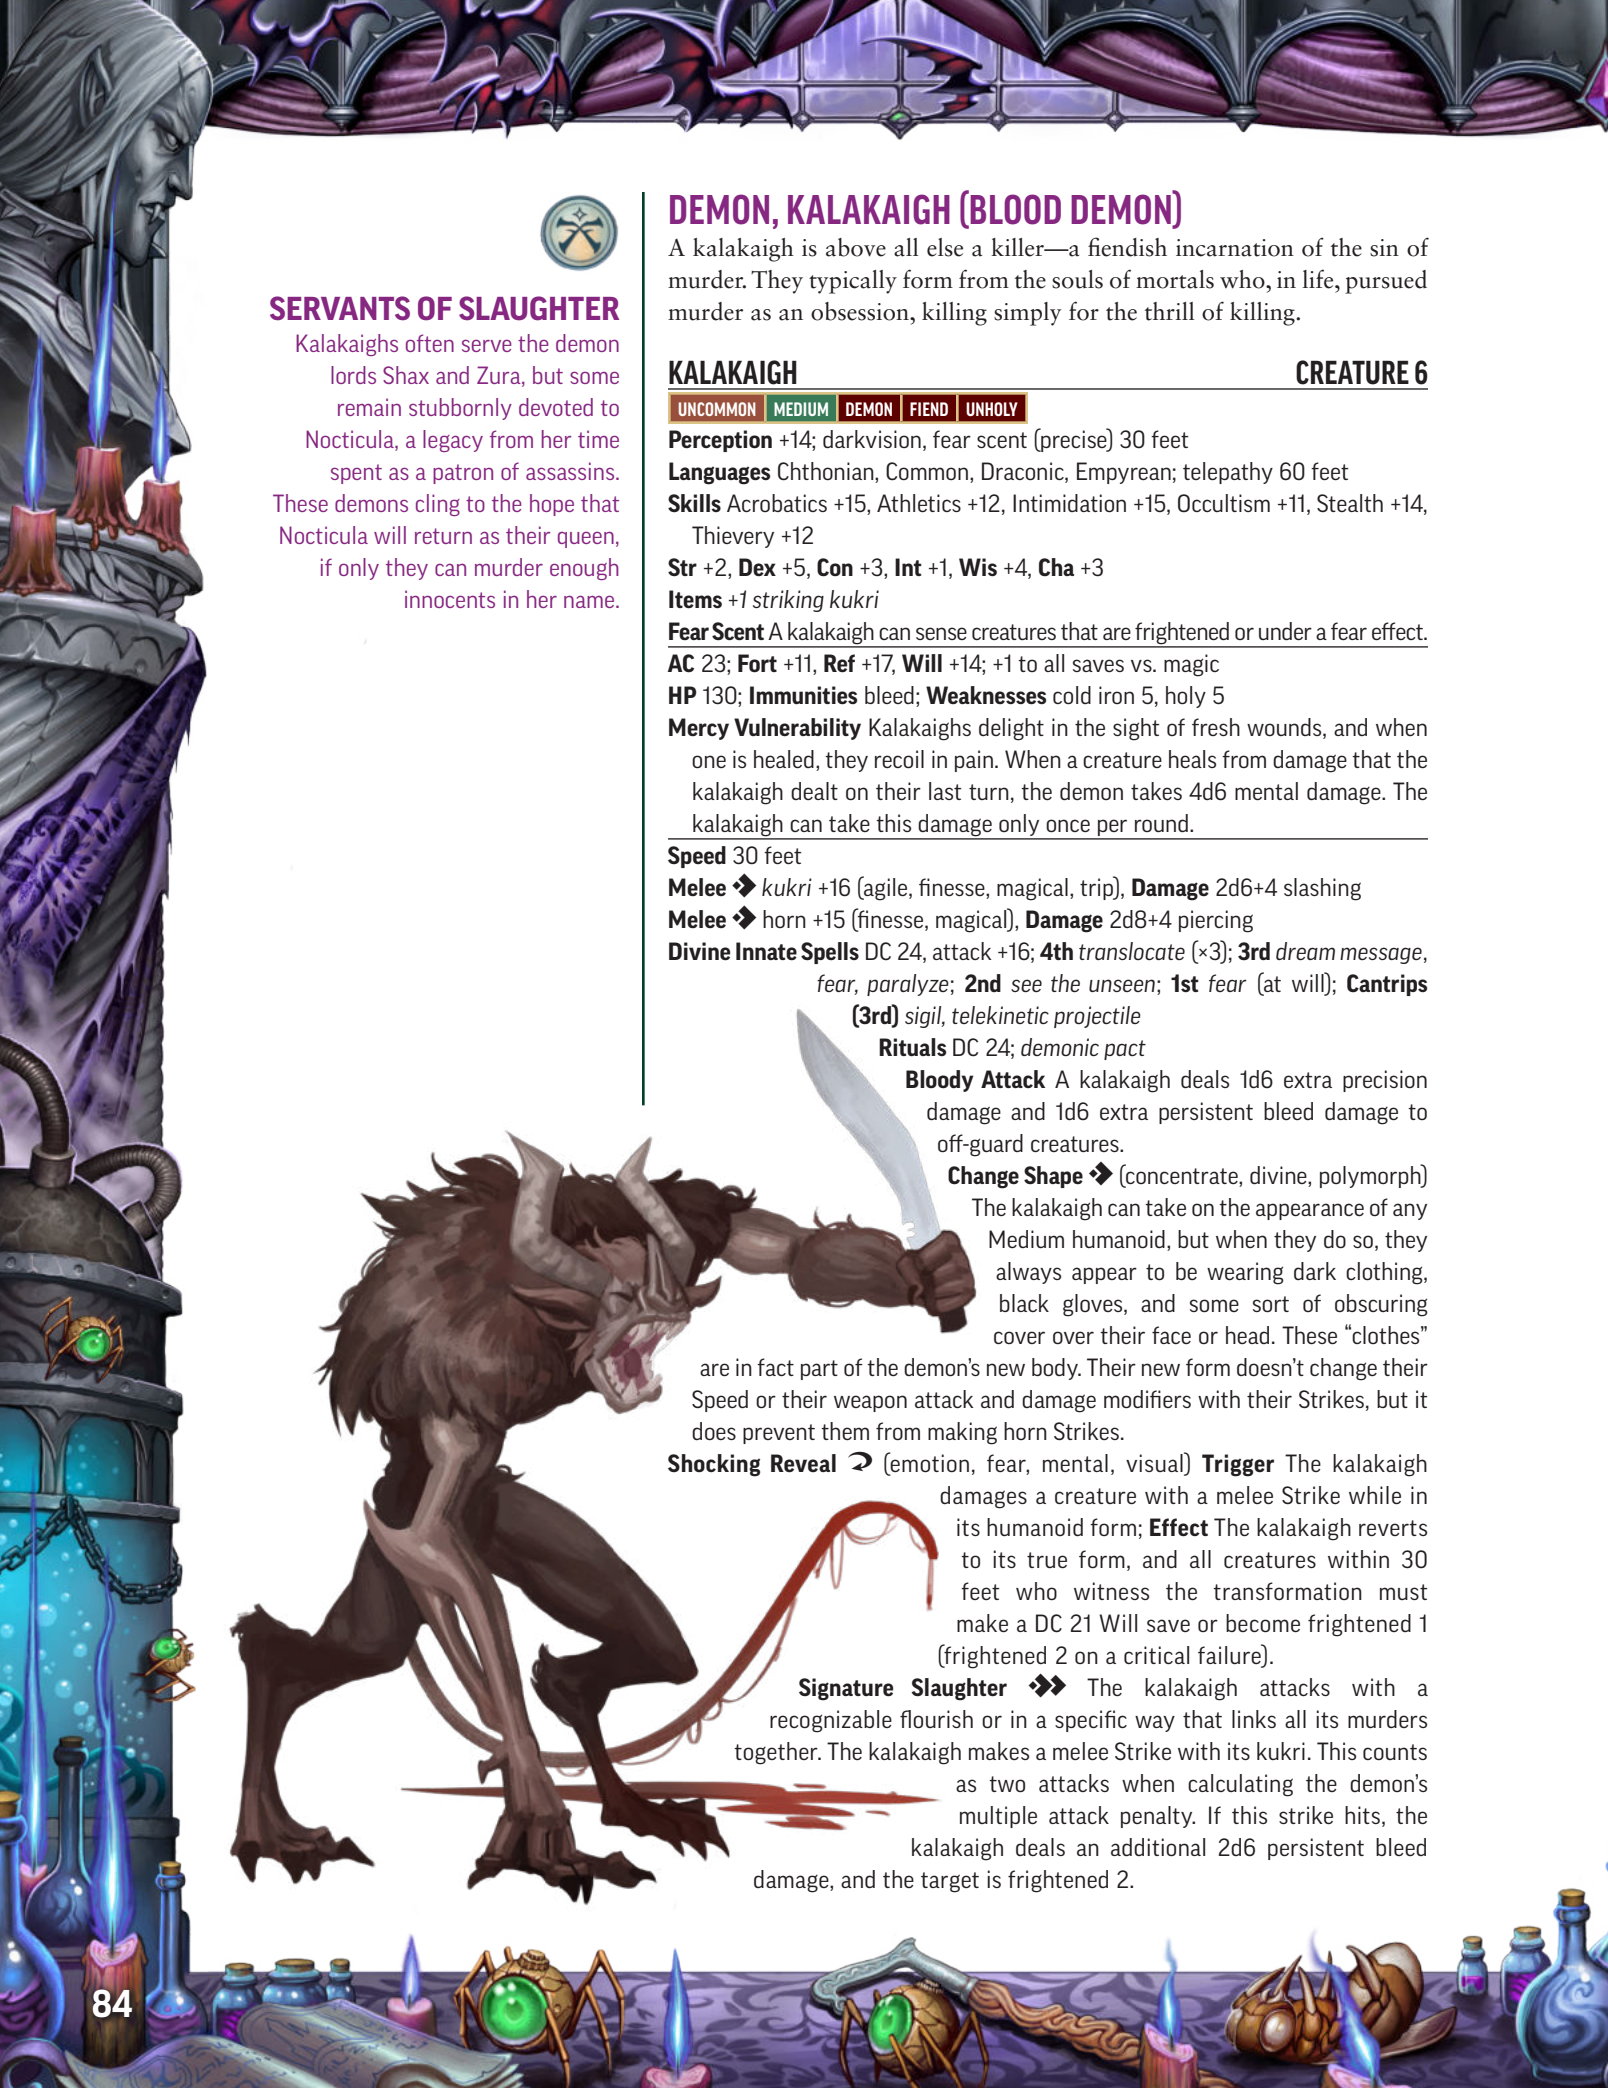 SERVANTS OF SLAUGHTER
Kalakaighs often serve the demon
lords Shax and Zura, but some
remain stubbornly devoted to
Nocticula, a legacy from her time
spent as a patron of assassins.
These demons cling to the hope that
Nocticula will return as their queen,
if only they can murder enough
innocents in her name.
DEMON, KALAKAIGH (BLOOD DEMON)
A kalakaigh is above all else a killer—a fiendish incarnation of the sin of
murder. They typically form from the souls of mortals who, in life, pursued
murder as an obsession, killing simply for the thrill of killing.
KALAKAIGH CREATURE 6
UNCOMMON MEDIUM DEMON FIEND UNHOLY
Perception +14; darkvision, fear scent (precise) 30 feet
Languages Chthonian, Common, Draconic, Empyrean; telepathy 60 feet
Skills Acrobatics +15, Athletics +12, Intimidation +15, Occultism +11, Stealth +14,
Thievery +12
Str +2, Dex +5, Con +3, Int +1, Wis +4, Cha +3
Items +1 striking kukri
Fear Scent A kalakaigh can sense creatures that are frightened or under a fear effect.
AC 23; Fort +11, Ref +17, Will +14; +1 to all saves vs. magic
HP 130; Immunities bleed; Weaknesses cold iron 5, holy 5
Mercy Vulnerability Kalakaighs delight in the sight of fresh wounds, and when
one is healed, they recoil in pain. When a creature heals from damage that the
kalakaigh dealt on their last turn, the demon takes 4d6 mental damage. The
kalakaigh can take this damage only once per round.
Speed 30 feet
Melee kukri +16 (agile, finesse, magical, trip), Damage 2d6+4 slashing
Melee horn +15 (finesse, magical), Damage 2d8+4 piercing
Divine Innate Spells DC 24, attack +16; 4th translocate (×3); 3rd dream message,
fear, paralyze; 2nd see the unseen; 1st fear (at will); Cantrips
(3rd) sigil, telekinetic projectile
Rituals DC 24; demonic pact
Bloody Attack A kalakaigh deals 1d6 extra precision
damage and 1d6 extra persistent bleed damage to
off-guard creatures.
Change Shape (concentrate, divine, polymorph)
The kalakaigh can take on the appearance of any
Medium humanoid, but when they do so, they
always appear to be wearing dark clothing,
black gloves, and some sort of obscuring
cover over their face or head. These “clothes”
are in fact part of the demon’s new body. Their new form doesn’t change their
Speed or their weapon attack and damage modifiers with their Strikes, but it
does prevent them from making horn Strikes.
Shocking Reveal (emotion, fear, mental, visual) Trigger The kalakaigh
damages a creature with a melee Strike while in
its humanoid form; Effect The kalakaigh reverts
to its true form, and all creatures within 30
feet who witness the transformation must
make a DC 21 Will save or become frightened 1
(frightened 2 on a critical failure).
Signature Slaughter The kalakaigh attacks with a
recognizable flourish or in a specific way that links all its murders
together. The kalakaigh makes a melee Strike with its kukri. This counts
as two attacks when calculating the demon’s
multiple attack penalty. If this strike hits, the
kalakaigh deals an additional 2d6 persistent bleed
damage, and the target is frightened 2.
84